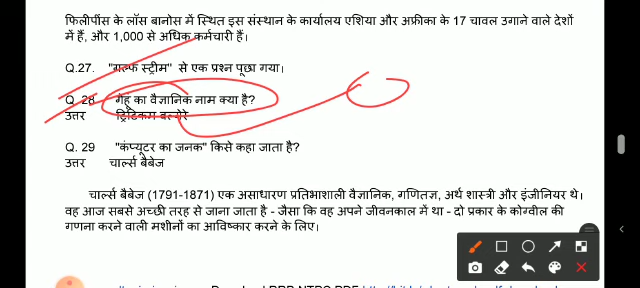 फिलीपींस के लॉस बानोस में स्थित इस संस्थान के कार्यालय एशिया और अफ्रीका के 17 चावल उगाने वाले देशों
में हैं, और 1,000 से अधिक कर्मचारी हैं।
Q.27. "गल्फ स्ट्रीम" से एक प्रश्न पूछा गया।
Q. 28 गेंहू का वैज्ञानिक नाम क्या है?
उत्तर ट्रिटिकम
Q. 29 "कंप्यूटर का जनक" किसे कहा जाता है?
उत्तर चार्ल्स बैबेज
चार्ल्स बैबेज (1791-1871) एक असाधारण प्रतिभाशाली वैज्ञानिक, गणितज्ञ, अर्थ शास्त्री और इंजीनियर थे।
वह आज सबसे अच्छी तरह से जाना जाता है - जैसा कि वह अपने जीवनकाल में था - दो प्रकार के कोग्वील की
गणना करने वाली मशीनों का आविष्कार करने के लिए।